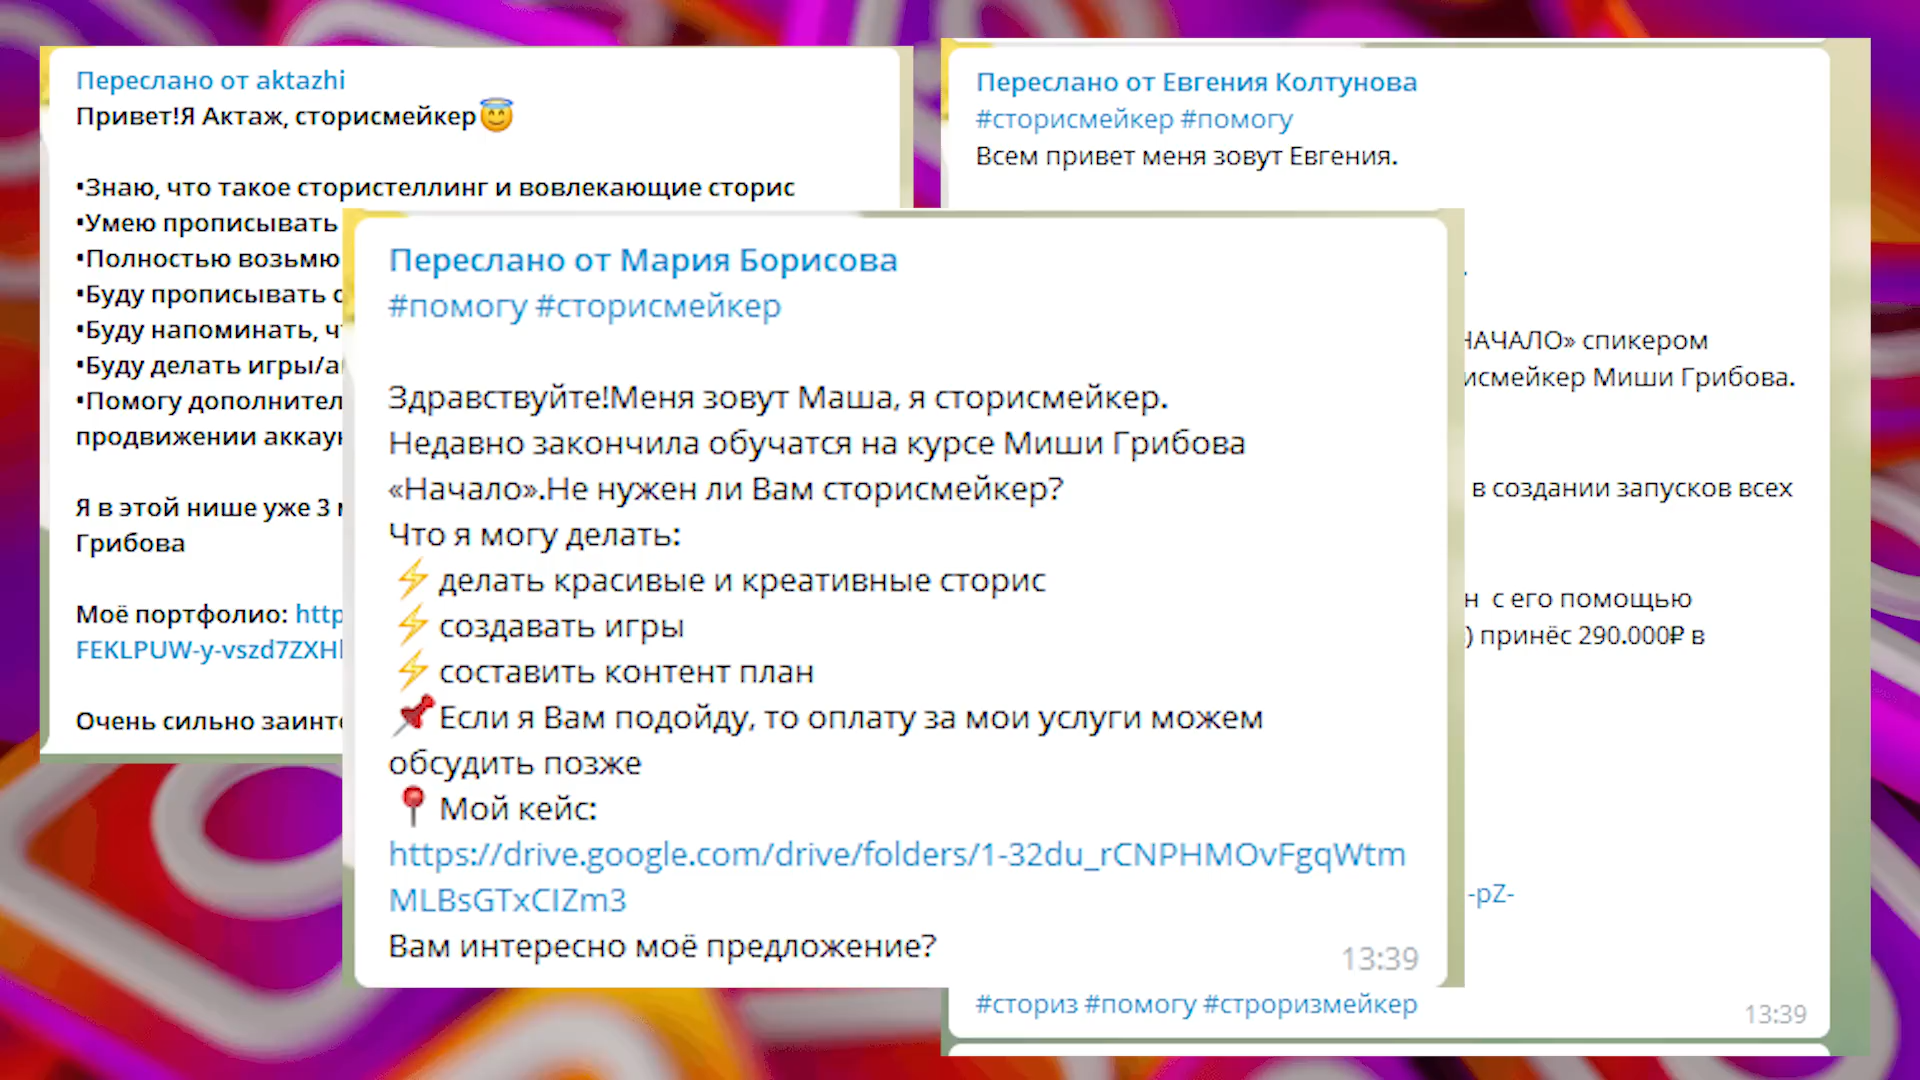 Переслано от aktazhi
Привет!Я Актаж, сторисмейкер😇
•Знаю, что такое сторителлинг и вовлекающие сторис
•Умею прописывать
•Полностью возьмю
•Буду прописывать
•Буду напоминать,
•Буду делать игры/
•Помогу
продвижении
Я в этой нише уже 3
Грибова
Моё портфолио: http
FEKLPUW-y-vszd7ZXH
Очень сильно
Переслано от Мария Борисова
#помогу #сторисмейкер
Здравствуйте!Меня зовут Маша, я сторисмейкер.
Недавно закончила обучатся на курсе Миши Грибова
«Начало».Не нужен ли Вам сторисмейкер?
Что я могу делать:
⚡делать красивые и креативные сторис
⚡создавать игры
⚡составить контент план
📌Если я Вам подойду, то оплату за мои услуги можем
обсудить позже
📍Мой кейс:
https://drive.google.com/drive/folders/1-32du_rCNPHMOvFgqWtm
MLBsGTxCIZm3
Вам интересно моё предложение?
13:39
Переслано от Евгения Колтунова
#сторисмейкер #помогу
Всем привет меня зовут Евгения.
НАЧАЛО» спикером
Миши Грибова.
в создании запусков всех
с его помощью
) принёс 290.000₽ в
-pZ-
#сториз #помогу #строризмейкер
13:39